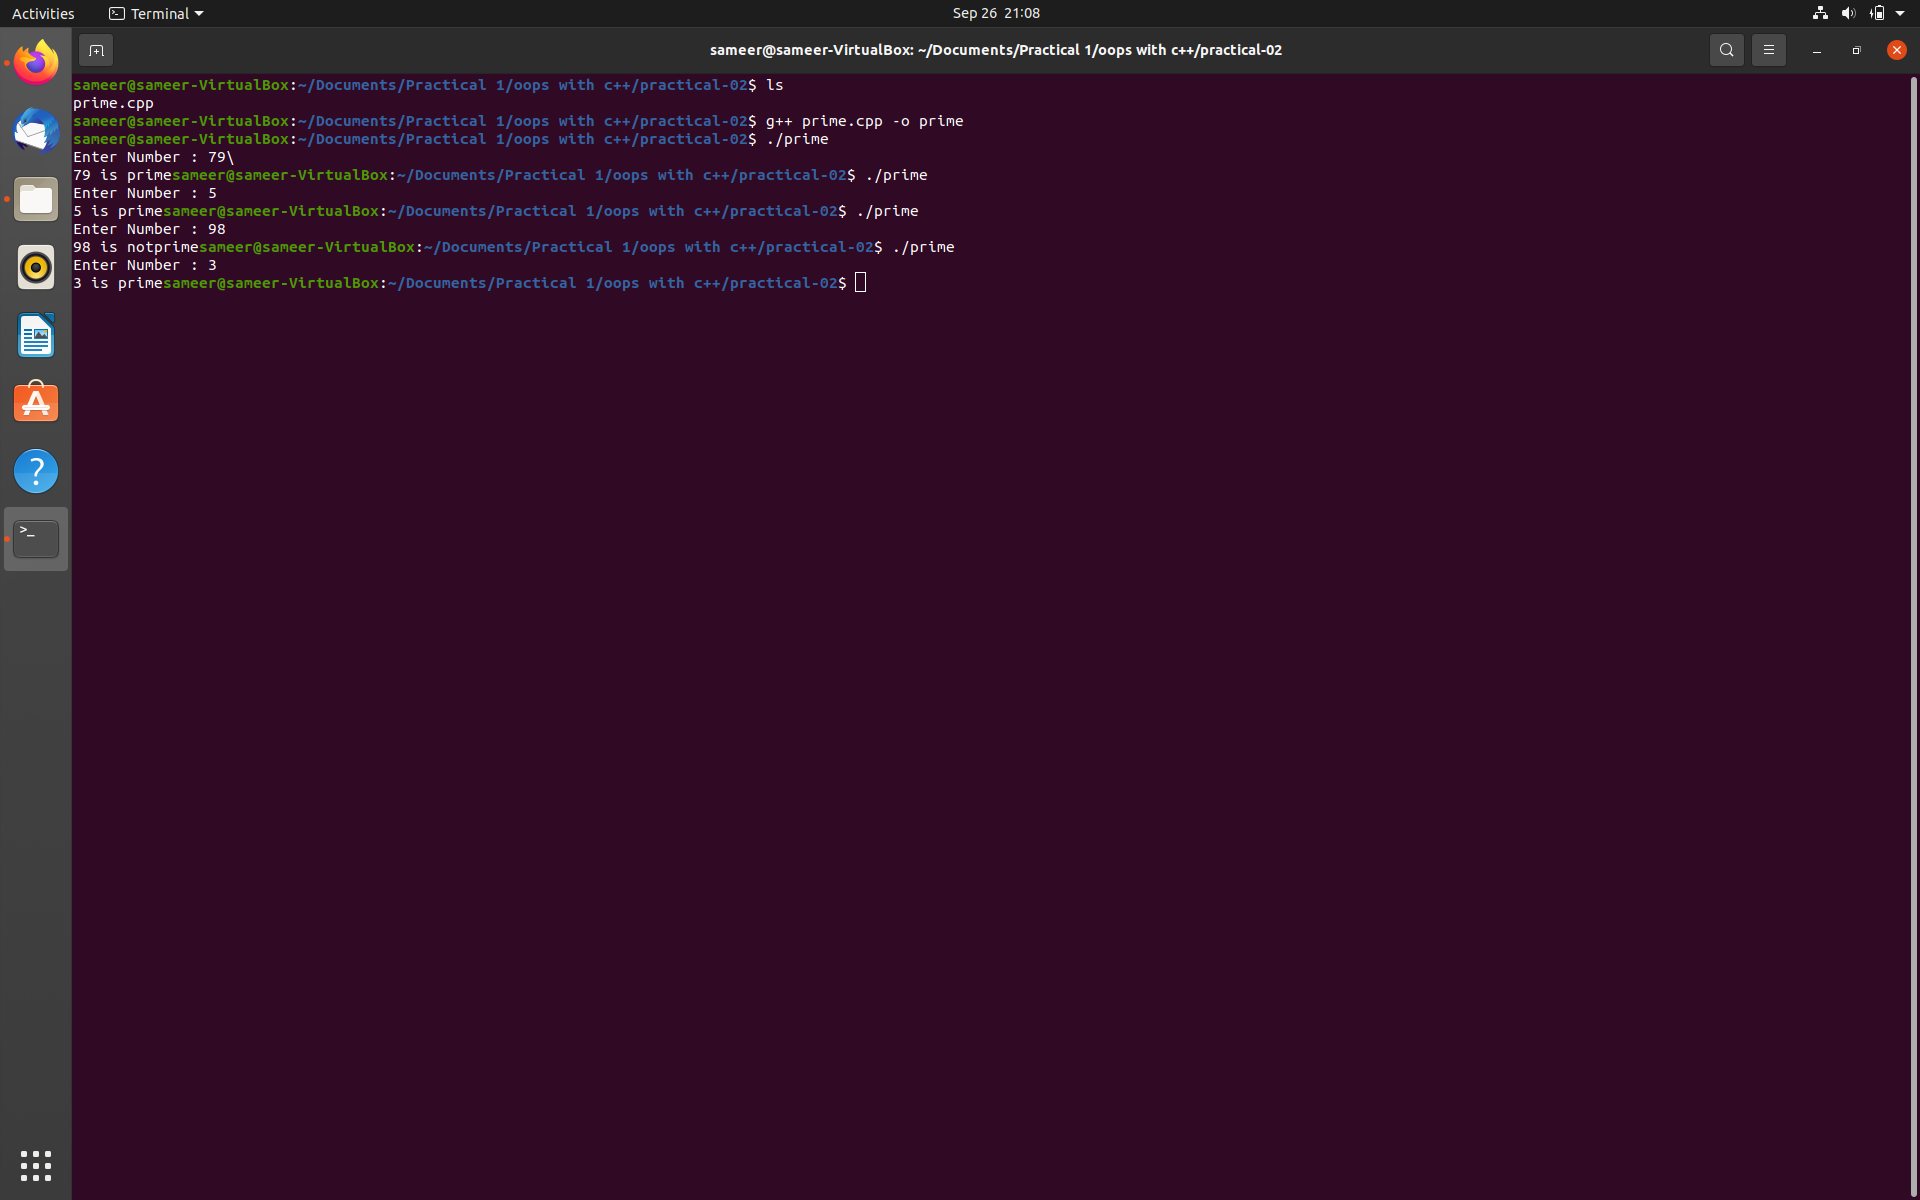 Activities Terminal Sep 26 21:08
sameer@sameer-VirtualBox: ~/Documents/Practical 1/oops with c++/practical-02
sameer@sameer-VirtualBox:~/Documents/Practical 1/oops with c++/practical-02$ ls
prime.cpp
sameer@sameer-VirtualBox:~/Documents/Practical 1/oops with c++/practical-02$ g++ prime.cpp -o prime
sameer@sameer-VirtualBox:~/Documents/Practical 1/oops with c++/practical-02$ ./prime
Enter Number : 79\
79 is primesameer@sameer-VirtualBox:~/Documents/Practical 1/oops with c++/practical-02$ ./prime
Enter Number : 5
5 is primesameer@sameer-VirtualBox:~/Documents/Practical 1/oops with c++/practical-02$ ./prime
Enter Number : 98
98 is notprimesameer@sameer-VirtualBox:~/Documents/Practical 1/oops with c++/practical-02$ ./prime
Enter Number : 3
3 is primesameer@sameer-VirtualBox:~/Documents/Practical 1/oops with c++/practical-02$